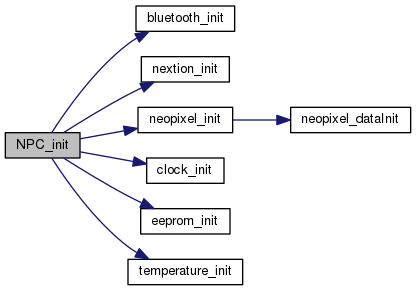 bluetooth_init
nextion_init
neopixel_init
neopixel_dataInit
NPC_init
clock_init
eeprom_init
temperature_init